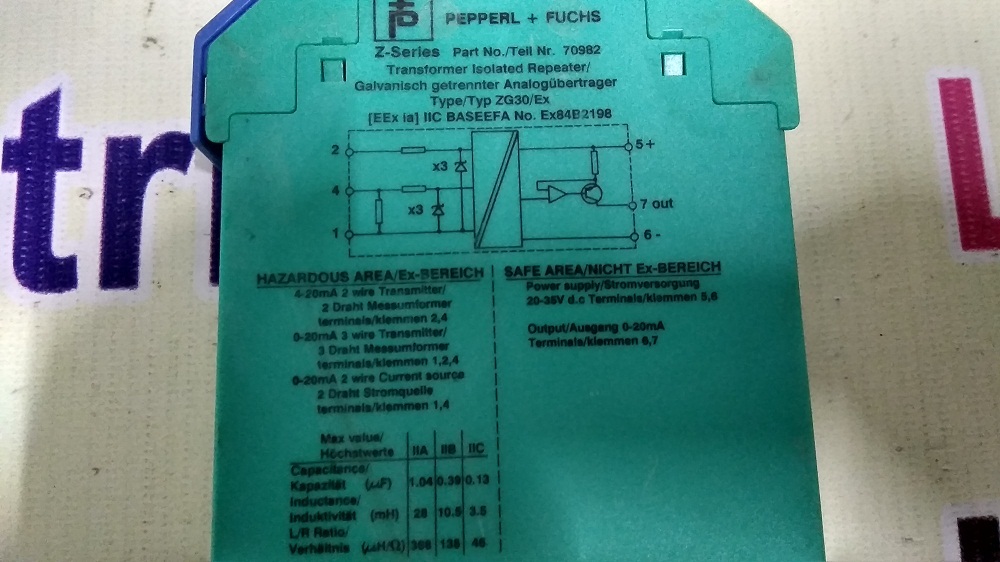 PEPPERL + FUCHS
Z-Series Part No./Teil Nr. 70982
Transformer Isolated Repeater/
Galvanisch getrennter Analogübertrager
Type/Typ ZG30/Ex
[EEx ia] IIC BASEEFA No. Ex84B2198
2
x3
5+
4
x3
7 out
1
6 -
HAZARDOUS AREA/Ex-BEREICH
4-20mA 2 wire Transmitter/
2 Draht Messumformer
terminals/klemmen 2,4
0-20mA 3 wire Transmitter/
3 Draht Messumformer
terminals/klemmen 1,2,4
0-20mA 2 wire Current source
2 Draht Stromquelle
terminals/klemmen 1,4
SAFE AREA/NICHT Ex-BEREICH
Power supply/Stromversorgung
20-35V d.c Terminals/klemmen 5,6
Output/Ausgang 0-20mA
Terminals/klemmen 6,7
Max value/
Höchstwerte IIA IIB IIC
Capacitance/
Kapazität (µF) 1.04 0.39 0.13
Inductance/
Induktivität (mH) 28 10.5 3.5
L/R Ratio/
Verhältnis (µH/Ω) 138 46
tri